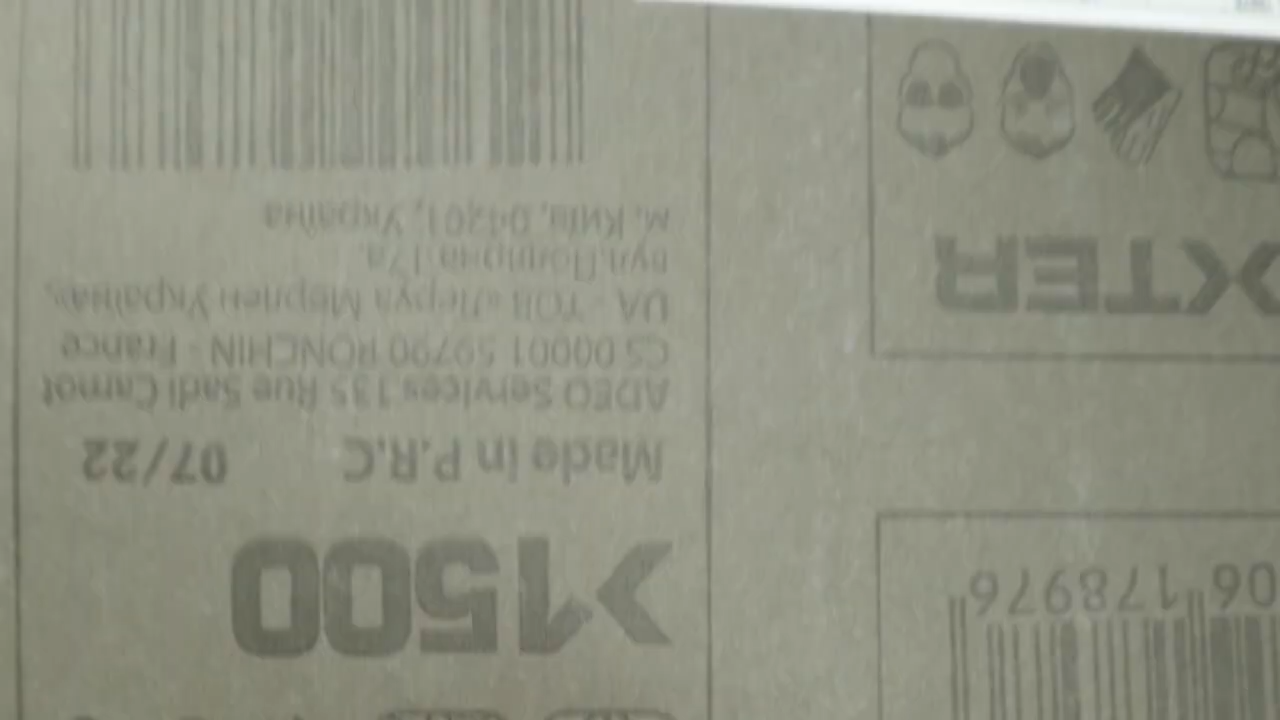 >1500
Made in P.R.C 07/22
ADEO Services 135 Rue Sadi Carnot
CS 00001 59790 RONCHIN - France
UA - ТОВ «Леруа Мерлен Україна»,
вул.Полярна 17а,
м. Київ, 04201, Україна
06 178976
XTER